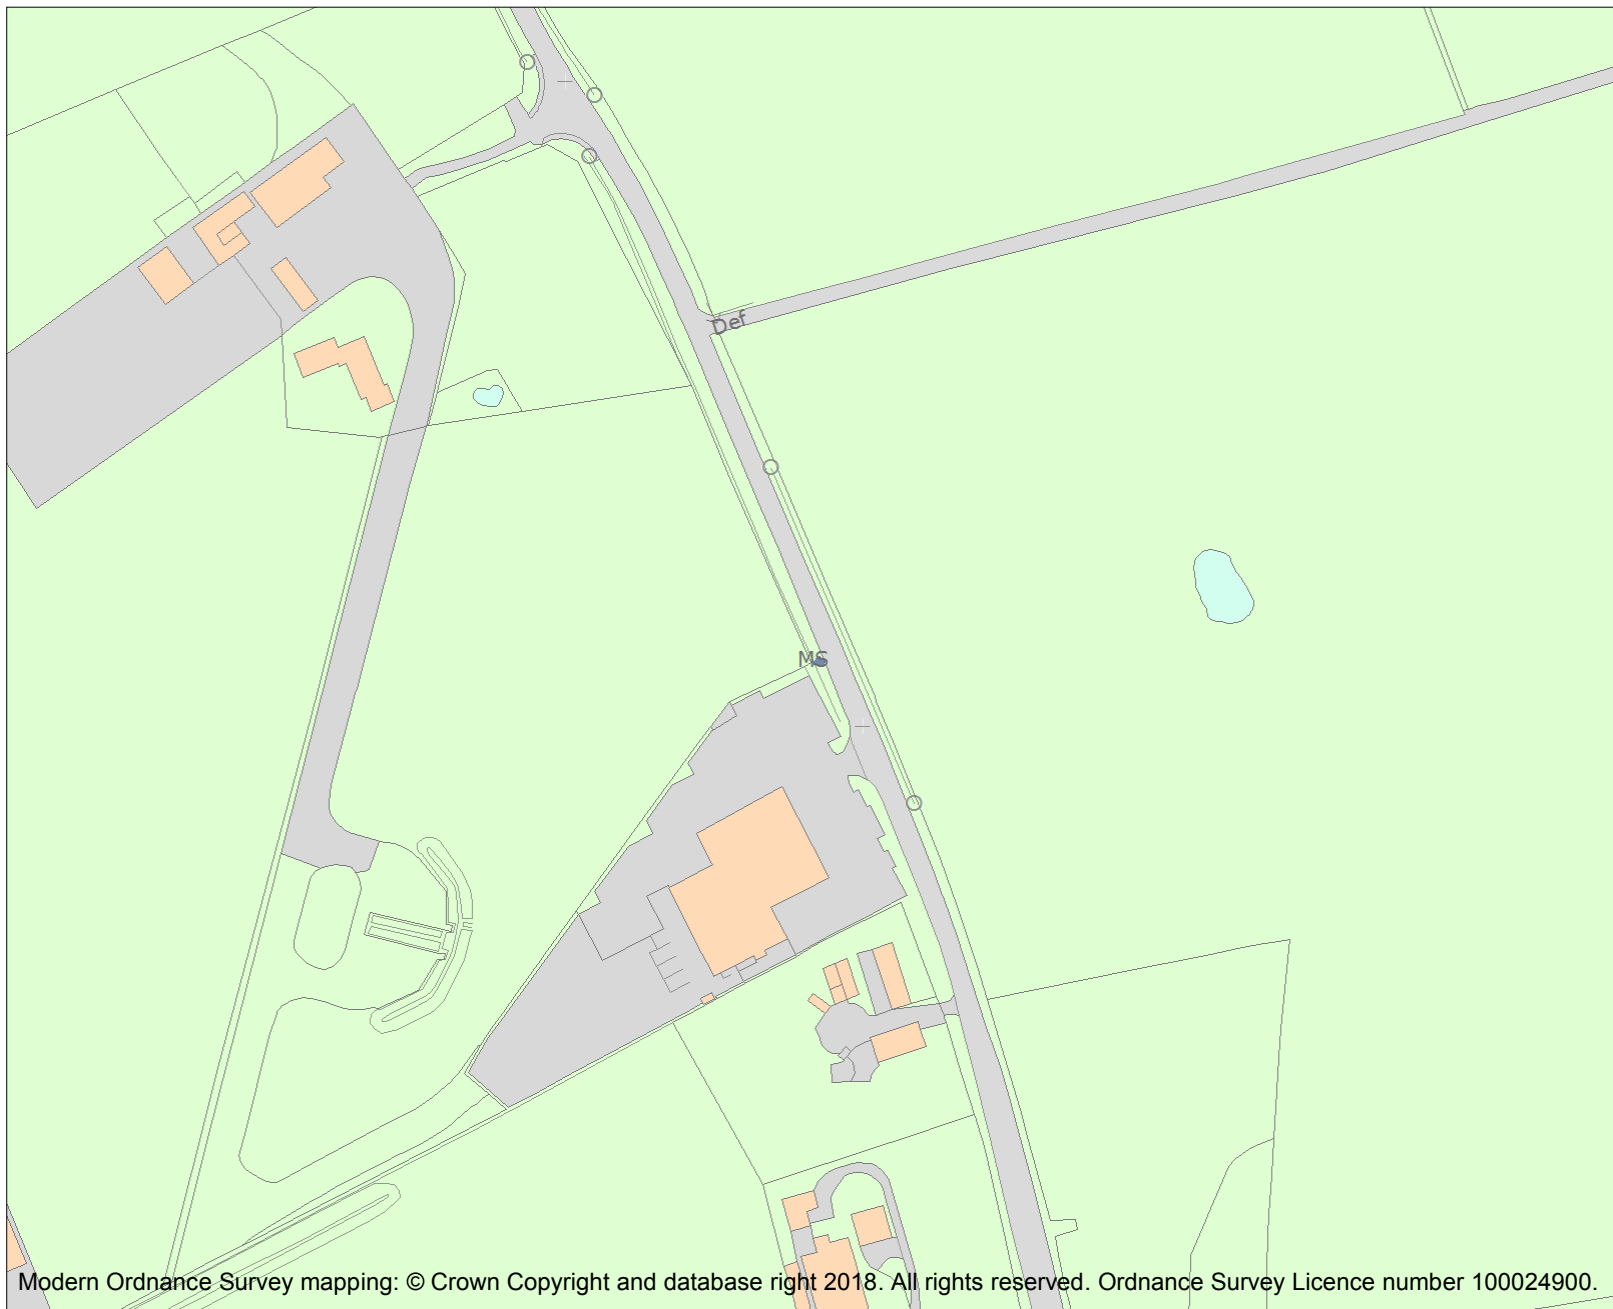 Def
MS
Modern Ordnance Survey mapping: © Crown Copyright and database right 2018. All rights reserved. Ordnance Survey Licence number 100024900.